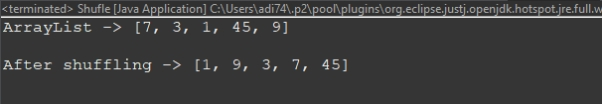 <terminated> Shufle [Java Application] C:\Users\adi74\.p2\pool\plugins\org.eclipse.justj.openjdk.hotspot.jre.full.w
ArrayList -> [7, 3, 1, 45, 9]
After shuffling -> [1, 9, 3, 7, 45]